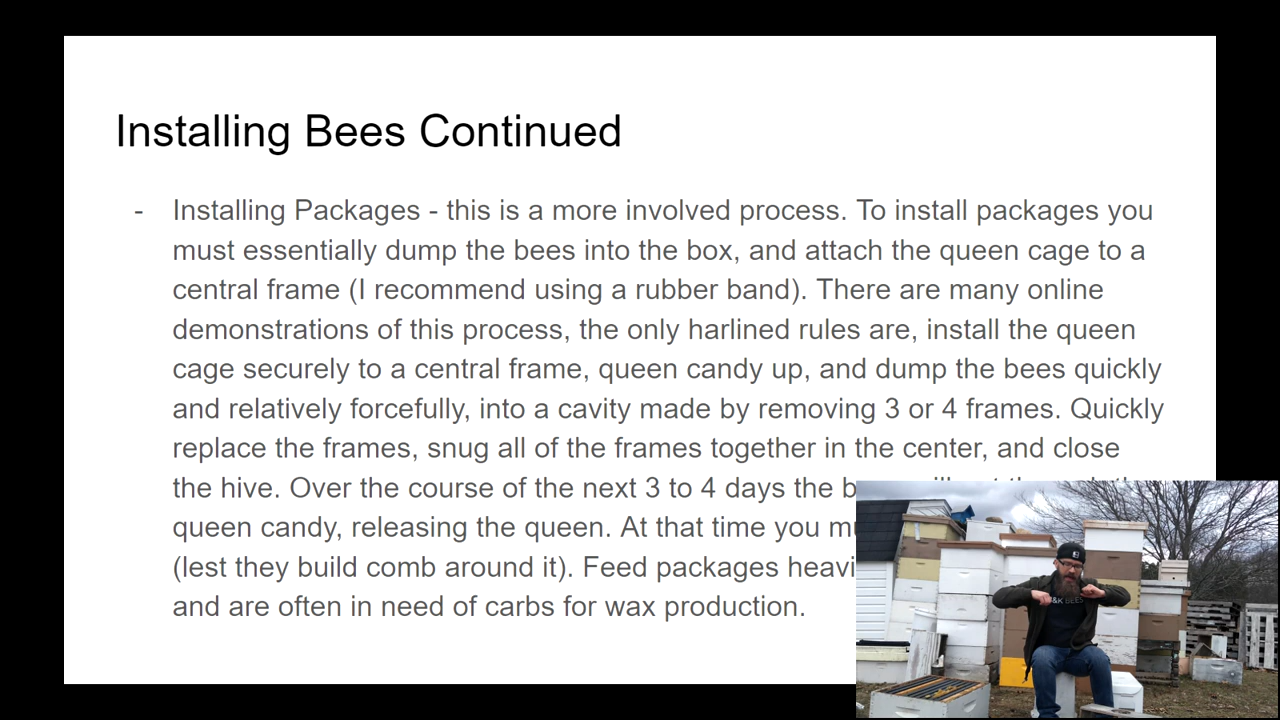 Installing Bees Continued
- Installing Packages - this is a more involved process. To install packages you
must essentially dump the bees into the box, and attach the queen cage to a
central frame (I recommend using a rubber band). There are many online
demonstrations of this process, the only harlined rules are, install the queen
cage securely to a central frame, queen candy up, and dump the bees quickly
and relatively forcefully, into a cavity made by removing 3 or 4 frames. Quickly
replace the frames, snug all of the frames together in the center, and close
the hive. Over the course of the next 3 to 4 days the
queen candy, releasing the queen. At that time you
(lest they build comb around it). Feed packages
and are often in need of carbs for wax production.
&K BEES